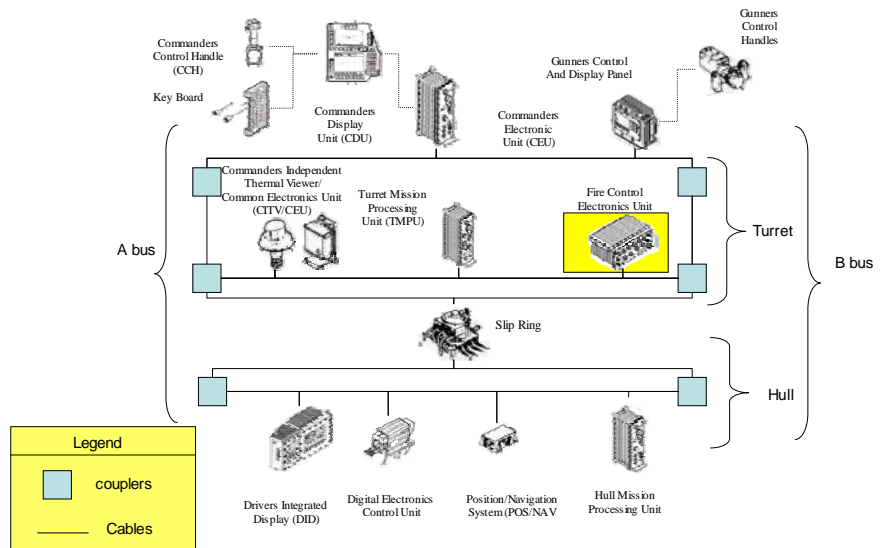 Commanders
Control Handle
(CCH)
Key Board
Commanders
Display
Unit (CDU)
Gunners Control
And Display Panel
Gunners
Control
Handles
Commanders
Electronic
Unit (CEU)
Commanders Independent
Thermal Viewer/
Common Electronics Unit
(CITV/CEU)
Turret Mission
Processing
Unit (TMPU)
Fire Control
Electronics Unit
A bus
Turret
B bus
Slip Ring
Hull
Drivers Integrated
Display (DID)
Digital Electronics
Control Unit
Position/Navigation
System (POS/NAV
Hull Mission
Processing Unit
Legend
couplers
Cables